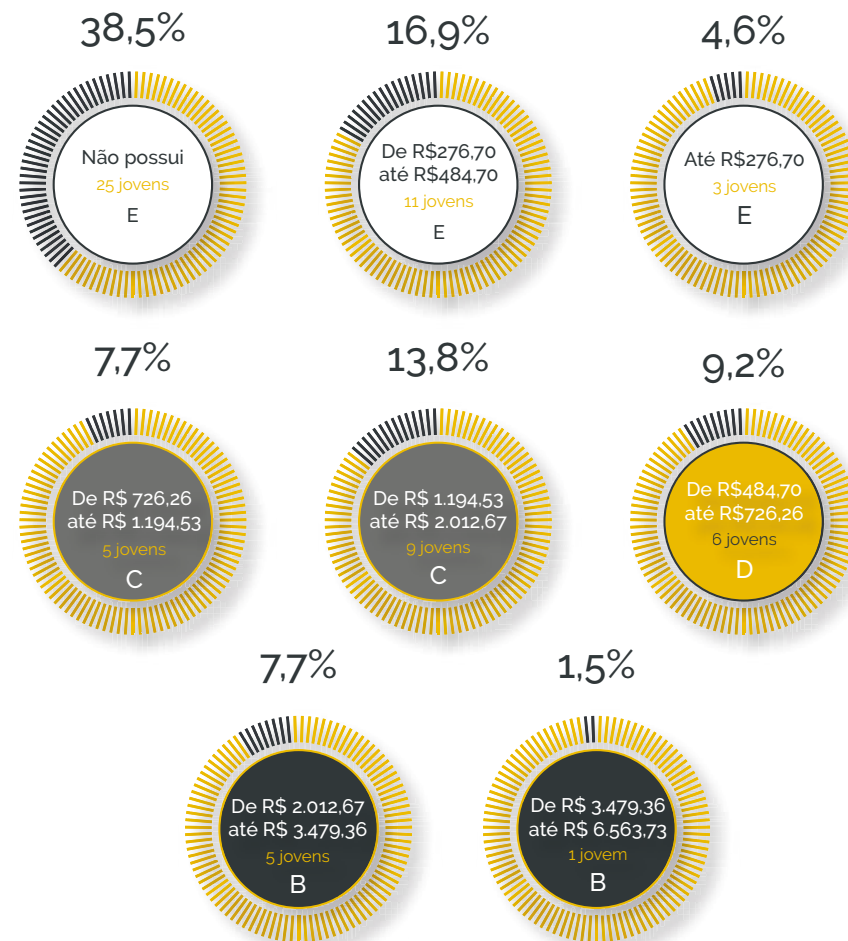 38,5%
Não possui
25 jovens
E
16,9%
De R$276,70
até R$484,70
11 jovens
E
4,6%
Até R$276,70
3 jovens
E
7,7%
De R$ 726,26
até R$ 1.194,53
5 jovens
C
13,8%
De R$ 1.194,53
até R$ 2.012,67
9 jovens
C
9,2%
De R$484,70
até R$726,26
6 jovens
D
7,7%
De R$ 2.012,67
até R$ 3.479,36
5 jovens
B
1,5%
De R$ 3.479,36
até R$ 6.563,73
1 jovem
B